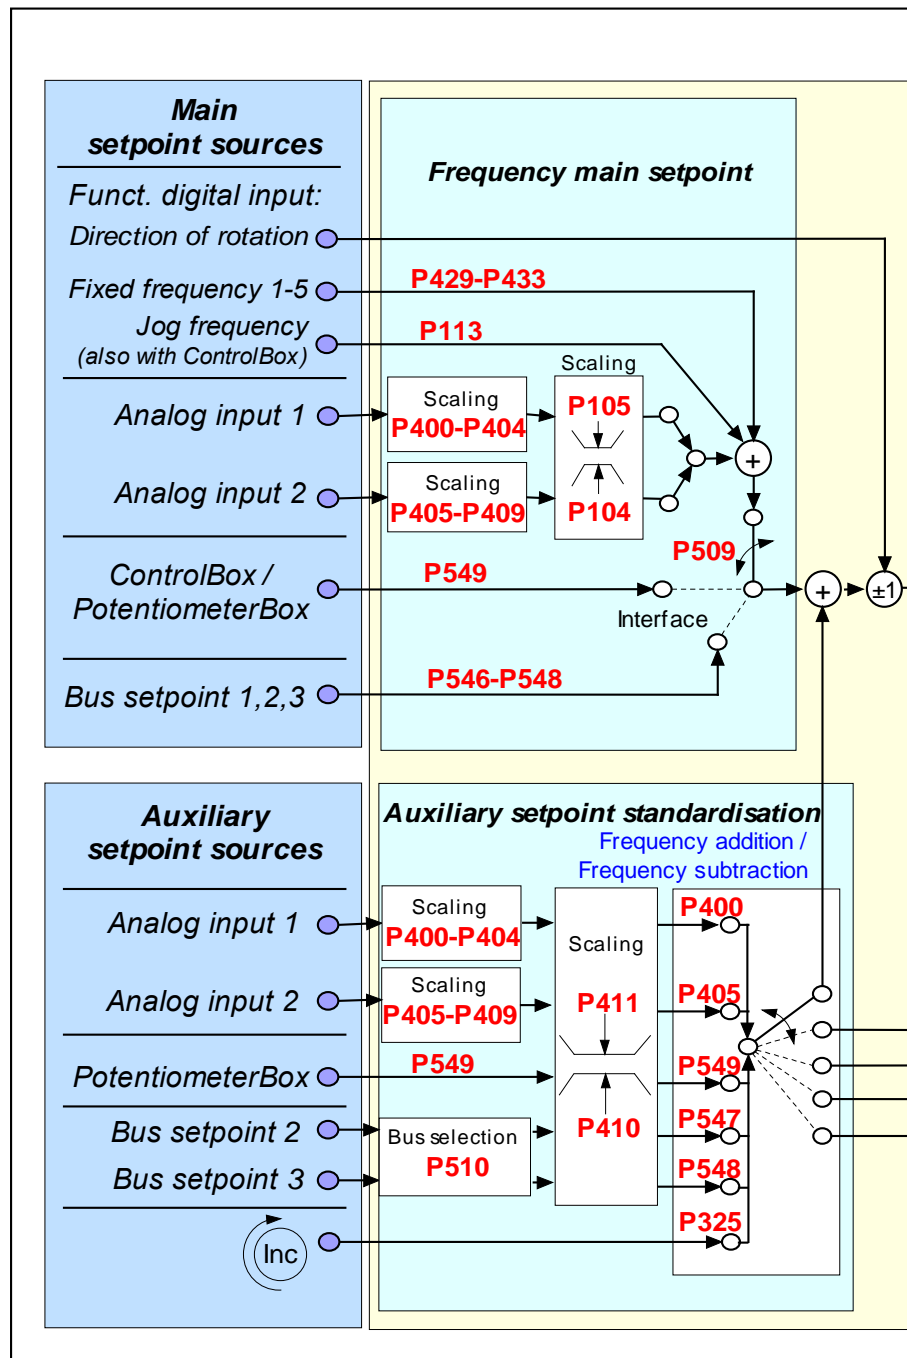 Main
setpoint sources
Funct. digital input:
Direction of rotation
Fixed frequency 1-5
Jog frequency
(also with ControlBox)
Analog input 1
Analog input 2
ControlBox /
PotentiometerBox
Bus setpoint 1,2,3
Frequency main setpoint
P429-P433
P113
Scaling
Scaling
P400-P404
P105
Scaling
P405-P409
P104
+
P509
P549
Interface
+
±1
P546-P548
Auxiliary
setpoint sources
Analog input 1
Analog input 2
PotentiometerBox
Bus setpoint 2
Bus setpoint 3
Inc
Auxiliary setpoint standardisation
Frequency addition /
Frequency subtraction
Scaling
P400-P404
Scaling
P405-P409
P549
Bus selection
P510
Scaling
P411
P410
P400
P405
P549
P547
P548
P325